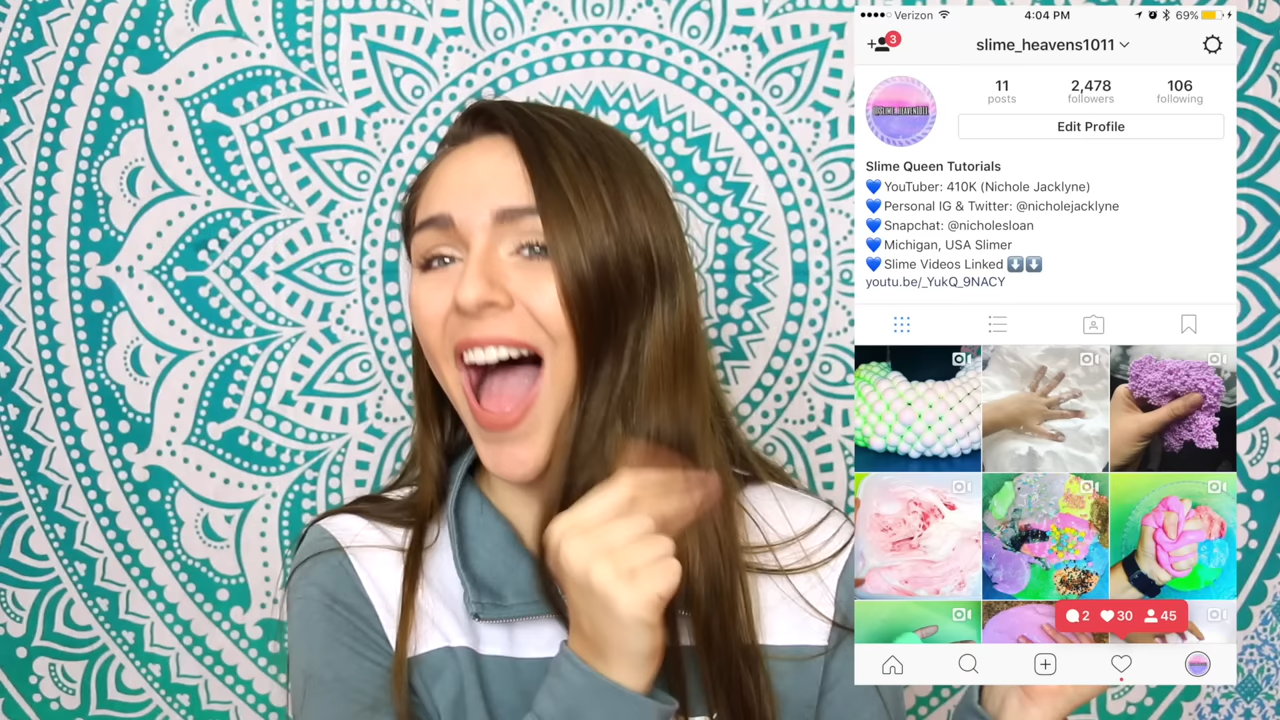 Verizon 4:04 PM 69%
3 slime_heavens1011
11 2,478 106
posts followers following
Edit Profile
Slime Queen Tutorials
💙 YouTuber: 410K (Nichole Jacklyne)
💙 Personal IG & Twitter: @nicholejacklyne
💙 Snapchat: @nicholesloan
💙 Michigan, USA Slimer
💙 Slime Videos Linked ⬇️⬇️
youtu.be/_YukQ_9NACY
2 30 45